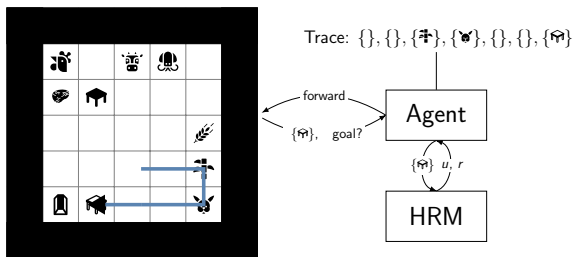 Trace: { }, { }, { }, { }, { }, { }, { }
forward
{ }, goal?
Agent
{ } u, r
HRM